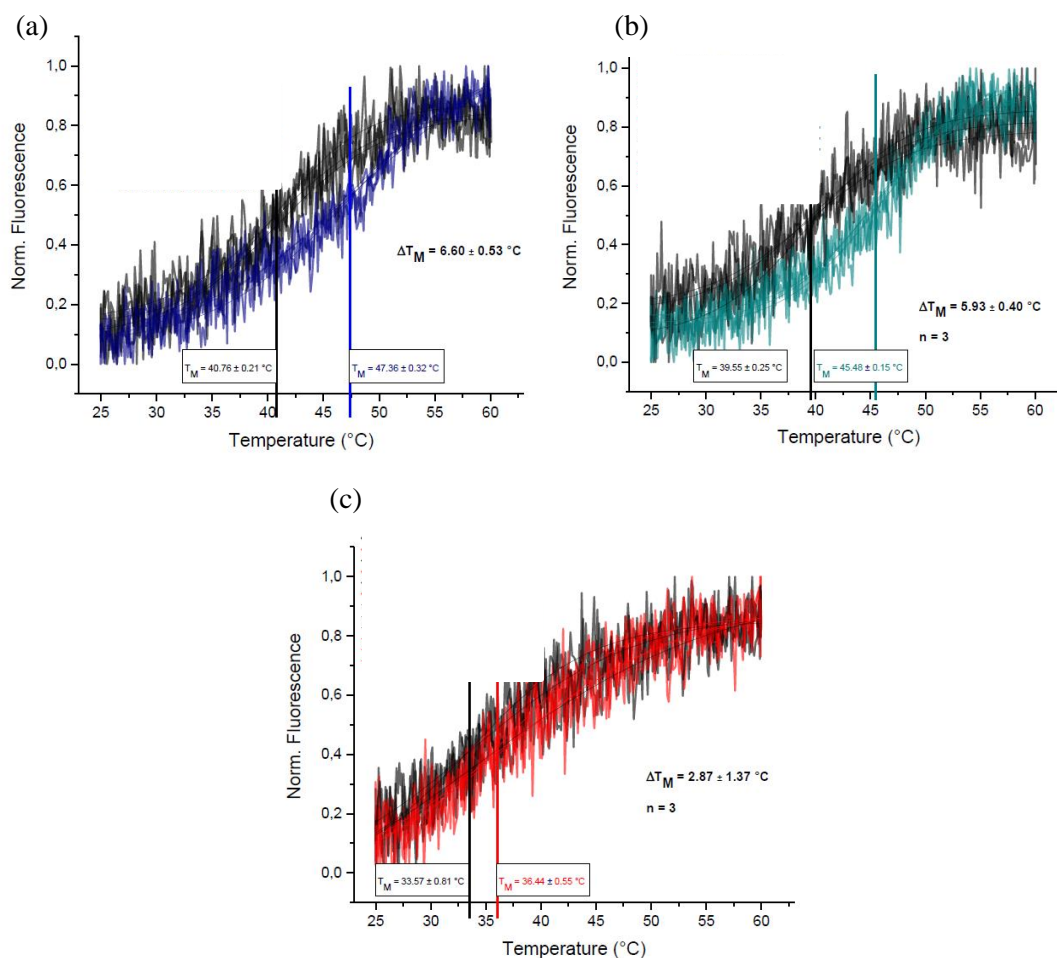 (a)
1,0
0,8
0,6
0,4
0,2
0,0
Norm. Fluorescence
ΔTM = 6.60 ± 0.53 °C
TM = 40.76 ± 0.21 °C
TM = 47.36 ± 0.32 °C
25 30 35 40 45 50 55 60
Temperature (°C)
(b)
1,0
0,8
0,6
0,4
0,2
0,0
Norm. Fluorescence
ΔTM = 5.93 ± 0.40 °C
n = 3
TM = 39.55 ± 0.25 °C
TM = 45.48 ± 0.15 °C
25 30 35 40 45 50 55 60
Temperature (°C)
(c)
1,0
0,8
0,6
0,4
0,2
0,0
Norm. Fluorescence
ΔTM = 2.87 ± 1.37 °C
n = 3
TM = 33.57 ± 0.81 °C
TM = 36.44 ± 0.55 °C
25 30 35 40 45 50 55 60
Temperature (°C)